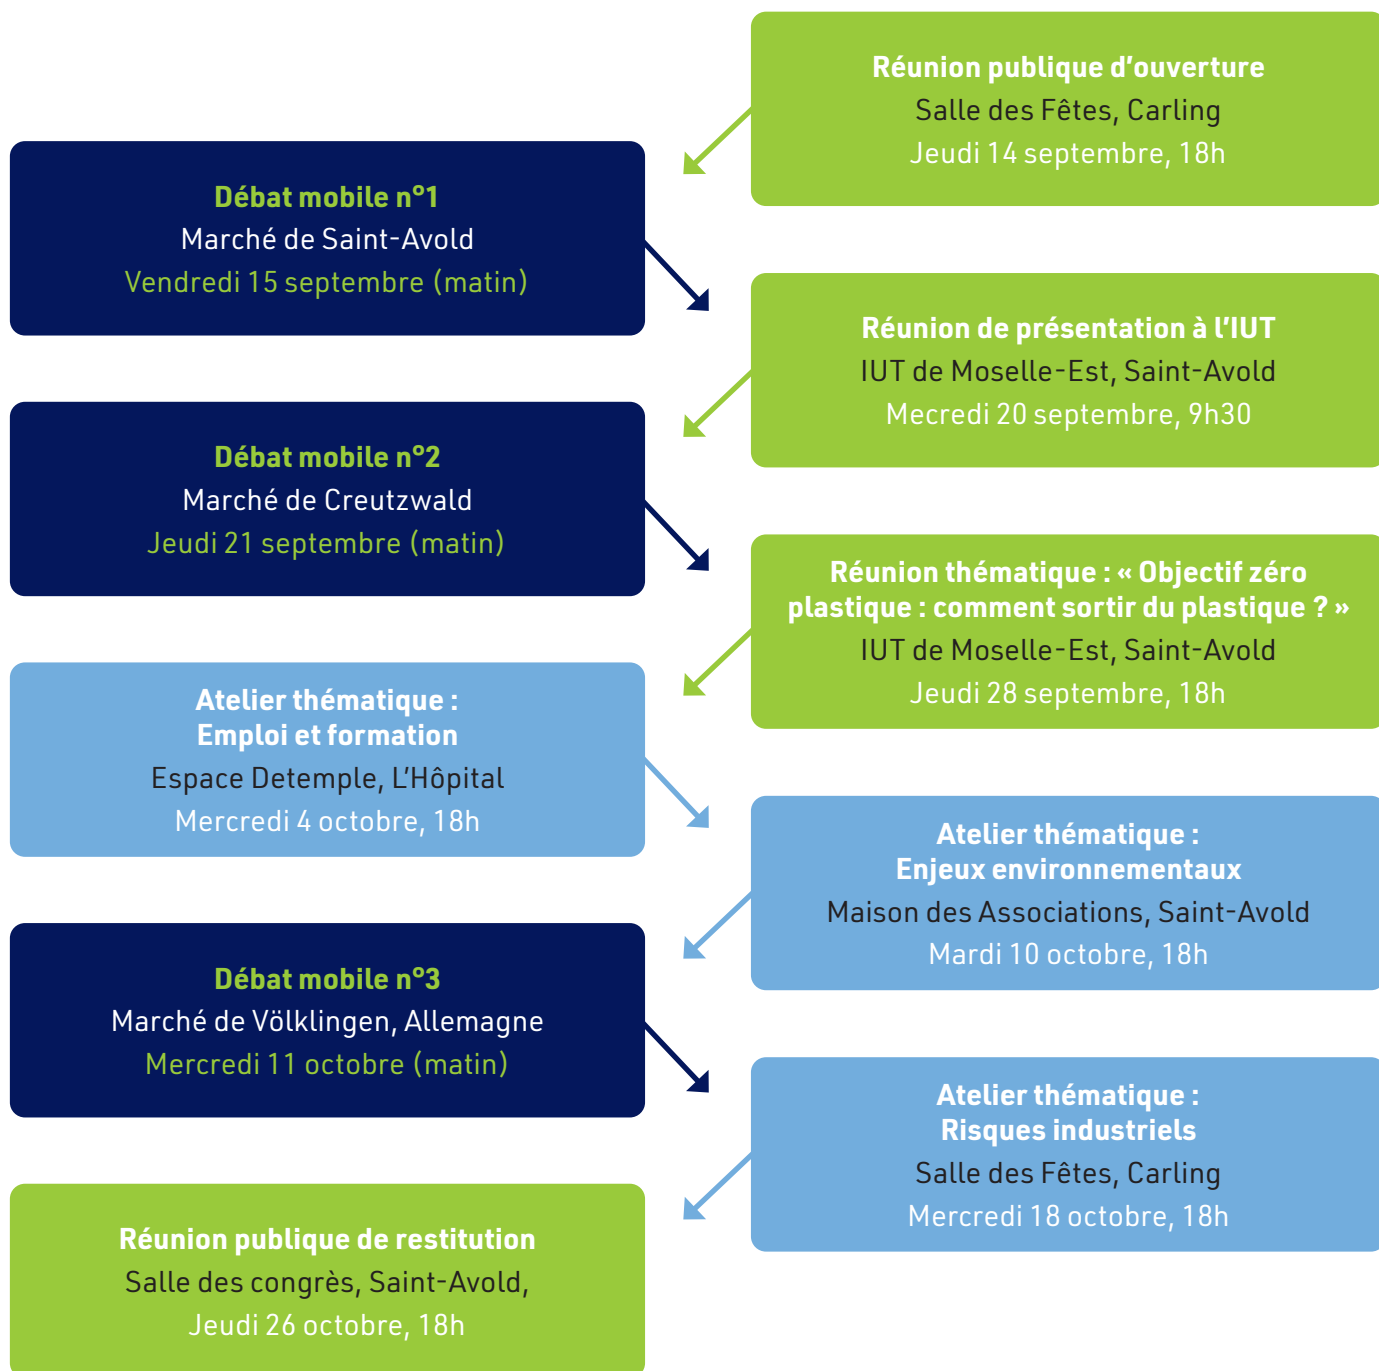 Réunion publique d'ouverture
Salle des Fêtes, Carling
Jeudi 14 septembre, 18h
Débat mobile n°1
Marché de Saint-Avold
Vendredi 15 septembre (matin)
Réunion de présentation à l'IUT
IUT de Moselle-Est, Saint-Avold
Mecredi 20 septembre, 9h30
Débat mobile n°2
Marché de Creutzwald
Jeudi 21 septembre (matin)
Réunion thématique : « Objectif zéro
plastique : comment sortir du plastique ? »
IUT de Moselle-Est, Saint-Avold
Jeudi 28 septembre, 18h
Atelier thématique :
Emploi et formation
Espace Detemple, L'Hôpital
Mercredi 4 octobre, 18h
Atelier thématique :
Enjeux environnementaux
Maison des Associations, Saint-Avold
Mardi 10 octobre, 18h
Débat mobile n°3
Marché de Völklingen, Allemagne
Mercredi 11 octobre (matin)
Atelier thématique :
Risques industriels
Salle des Fêtes, Carling
Mercredi 18 octobre, 18h
Réunion publique de restitution
Salle des congrès, Saint-Avold,
Jeudi 26 octobre, 18h